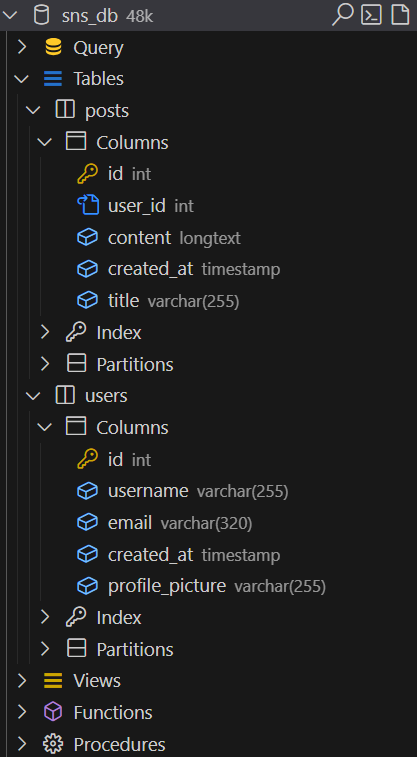 sns_db 48k
Query
Tables
posts
Columns
id int
user_id int
content longtext
created_at timestamp
title varchar(255)
Index
Partitions
users
Columns
id int
username varchar(255)
email varchar(320)
created_at timestamp
profile_picture varchar(255)
Index
Partitions
Views
Functions
Procedures